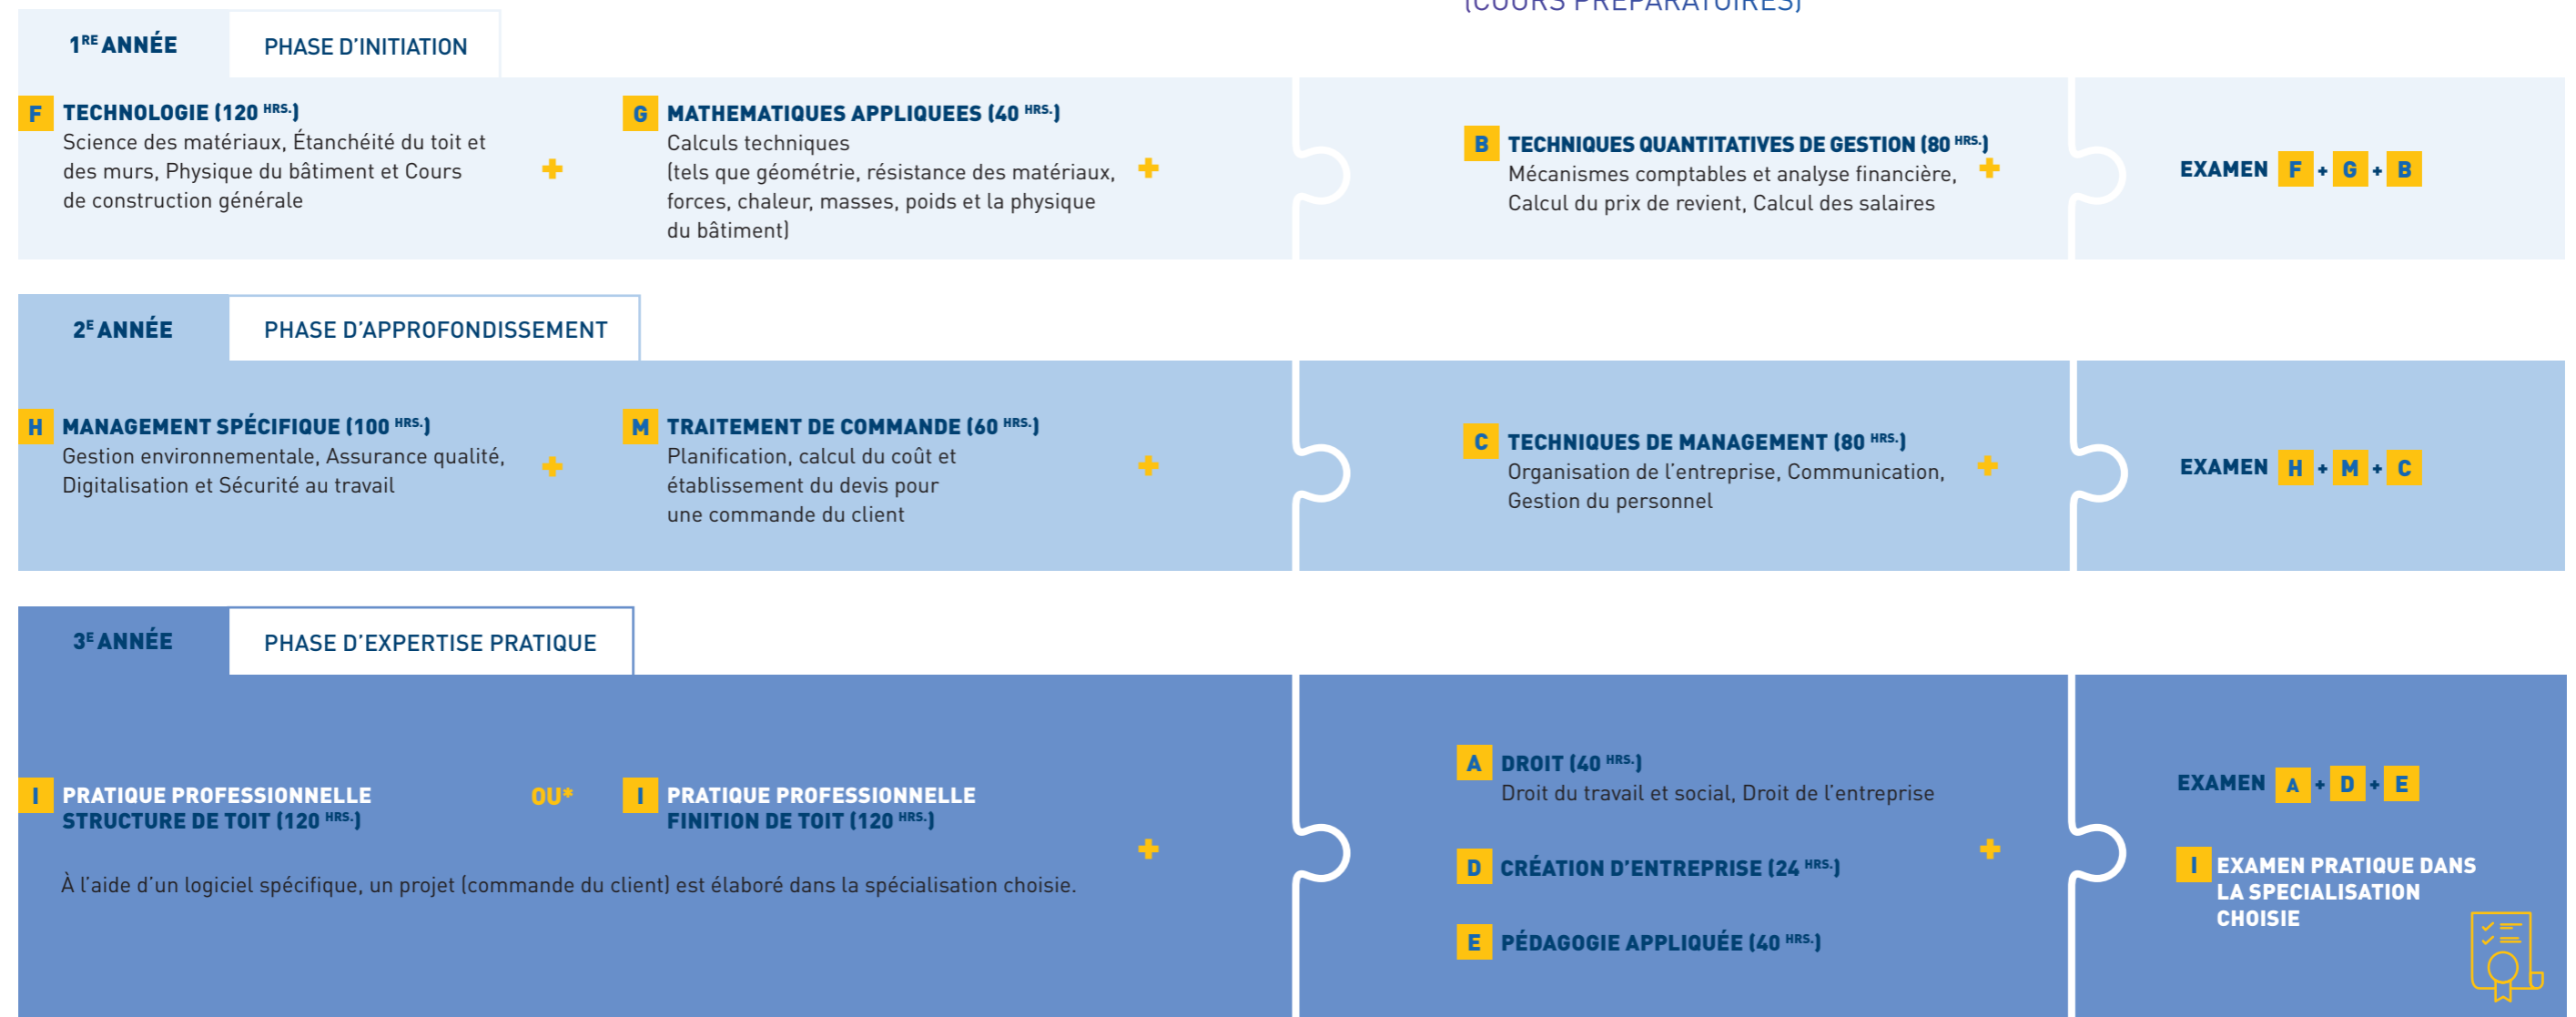 (COURS PRÉPARATOIRES)
1RE ANNÉE
PHASE D'INITIATION
F
TECHNOLOGIE (120 HRS.)
Science des matériaux, Étanchéité du toit et
des murs, Physique du bâtiment et Cours
de construction générale
+
G
MATHEMATIQUES APPLIQUEES (40 HRS.)
Calculs techniques
(tels que géométrie, résistance des matériaux,
forces, chaleur, masses, poids et la physique
du bâtiment)
+
B
TECHNIQUES QUANTITATIVES DE GESTION (80 HRS.)
Mécanismes comptables et analyse financière,
Calcul du prix de revient, Calcul des salaires
+
EXAMEN F + G + B
2E ANNÉE
PHASE D'APPROFONDISSEMENT
H
MANAGEMENT SPÉCIFIQUE (100 HRS.)
Gestion environnementale, Assurance qualité,
Digitalisation et Sécurité au travail
+
M
TRAITEMENT DE COMMANDE (60 HRS.)
Planification, calcul du coût et
établissement du devis pour
une commande du client
+
C
TECHNIQUES DE MANAGEMENT (80 HRS.)
Organisation de l'entreprise, Communication,
Gestion du personnel
+
EXAMEN H + M + C
3E ANNÉE
PHASE D'EXPERTISE PRATIQUE
I
PRATIQUE PROFESSIONNELLE
STRUCTURE DE TOIT (120 HRS.)
OU*
I
PRATIQUE PROFESSIONNELLE
FINITION DE TOIT (120 HRS.)
À l'aide d'un logiciel spécifique, un projet (commande du client) est élaboré dans la spécialisation choisie.
+
A
DROIT (40 HRS.)
Droit du travail et social, Droit de l'entreprise
D
CRÉATION D'ENTREPRISE (24 HRS.)
E
PÉDAGOGIE APPLIQUÉE (40 HRS.)
+
EXAMEN A + D + E
I
EXAMEN PRATIQUE DANS
LA SPECIALISATION
CHOISIE